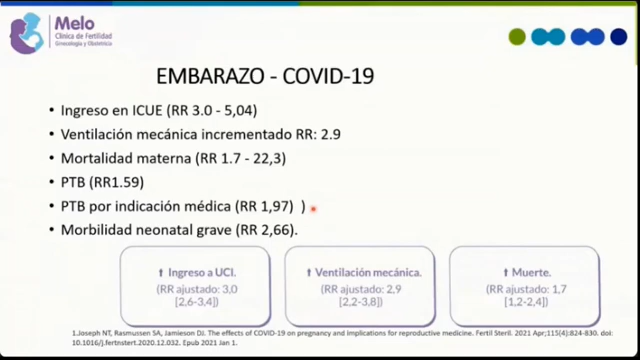 Melo
Clínica de Fertilidad
Ginecología y Obstetricia
EMBARAZO - COVID-19
• Ingreso en ICUE (RR 3.0 - 5,04)
• Ventilación mecánica incrementado RR: 2.9
• Mortalidad materna (RR 1.7 - 22,3)
• PTB (RR1.59)
• PTB por indicación médica (RR 1,97) )
• Morbilidad neonatal grave (RR 2,66).
⬆ Ingreso a UCI.
(RR ajustado: 3,0
[2,6-3,4])
⬆ Ventilación mecánica.
(RR ajustado: 2,9
[2,2-3,8])
⬆ Muerte.
(RR ajustado: 1,7
[1,2-2,4])
1.Joseph NT, Rasmussen SA, Jamieson DJ. The effects of COVID-19 on pregnancy and implications for reproductive medicine. Fertil Steril. 2021 Apr;115(4):824-830. doi:
10.1016/j.fertnstert.2020.12.032. Epub 2021 Jan 1.